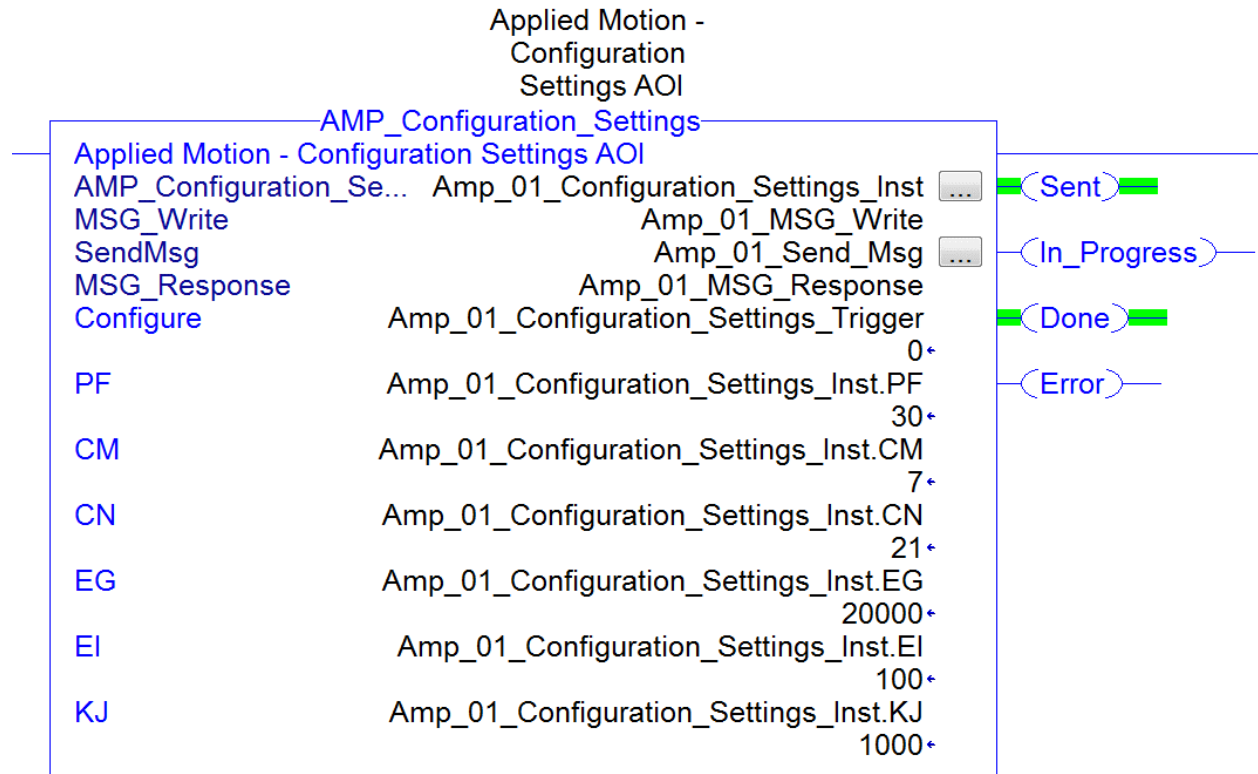 Applied Motion -
Configuration
Settings AOI
AMP_Configuration_Settings
Applied Motion - Configuration Settings AOI
AMP_Configuration_Se... Amp_01_Configuration_Settings_Inst ... Sent
MSG_Write Amp_01_MSG_Write
SendMsg Amp_01_Send_Msg ... In_Progress
MSG_Response Amp_01_MSG_Response
Configure Amp_01_Configuration_Settings_Trigger Done
0
PF Amp_01_Configuration_Settings_Inst.PF Error
30
CM Amp_01_Configuration_Settings_Inst.CM
7
CN Amp_01_Configuration_Settings_Inst.CN
21
EG Amp_01_Configuration_Settings_Inst.EG
20000
EI Amp_01_Configuration_Settings_Inst.EI
100
KJ Amp_01_Configuration_Settings_Inst.KJ
1000